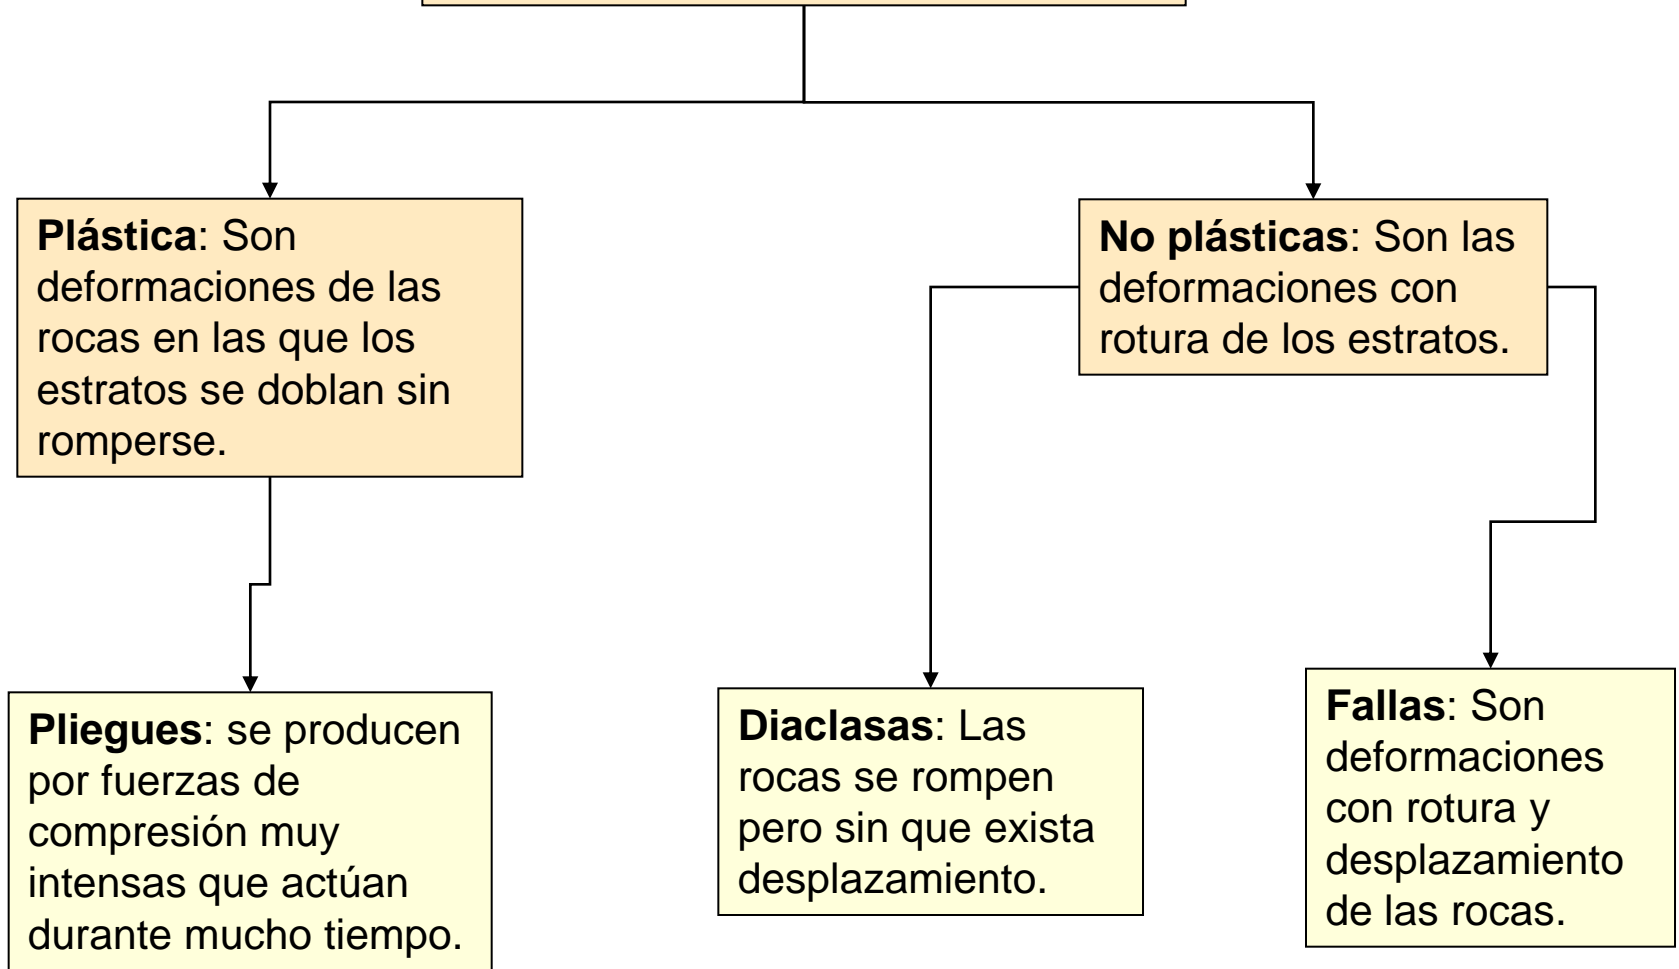 Plástica: Son
deformaciones de las
rocas en las que los
estratos se doblan sin
romperse.
No plásticas: Son las
deformaciones con
rotura de los estratos.
Pliegues: se producen
por fuerzas de
compresión muy
intensas que actúan
durante mucho tiempo.
Diaclasas: Las
rocas se rompen
pero sin que exista
desplazamiento.
Fallas: Son
deformaciones
con rotura y
desplazamiento
de las rocas.